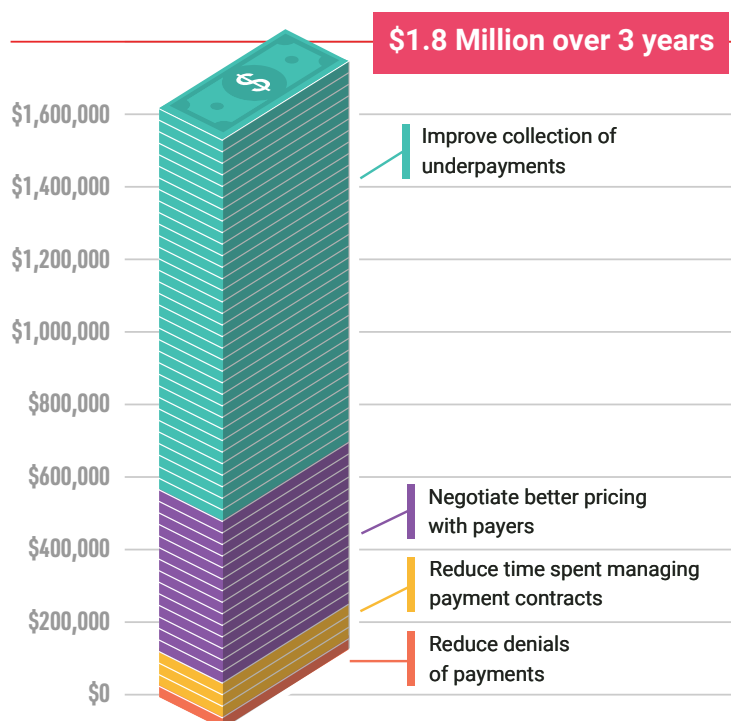 $1.8 Million over 3 years
$
$1,600,000
Improve collection of
underpayments
$1,400,000
$1,200,000
$1,000,000
$800,000
$600,000
Negotiate better pricing
with payers
$400,000
Reduce time spent managing
payment contracts
$200,000
Reduce denials
of payments
$0